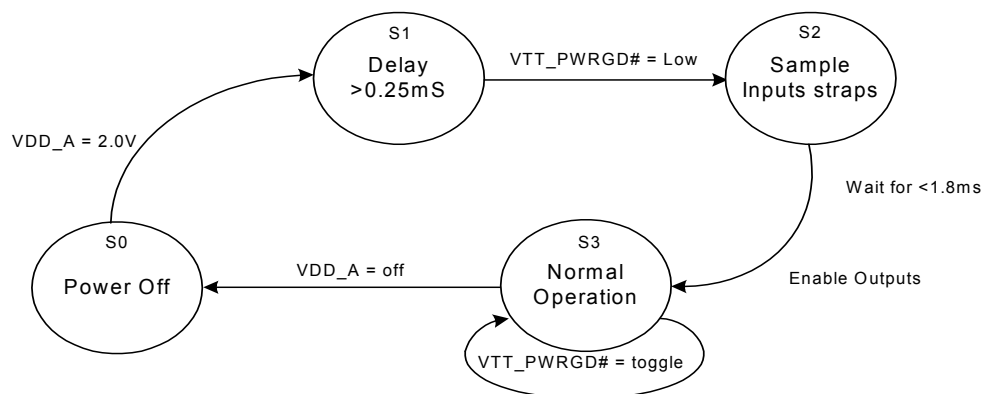 S1
Delay
>0.25mS
VTT_PWRGD# = Low
S2
Sample
Inputs straps
VDD_A = 2.0V
Wait for <1.8ms
S0
Power Off
VDD_A = off
S3
Normal
Operation
Enable Outputs
VTT_PWRGD# = toggle